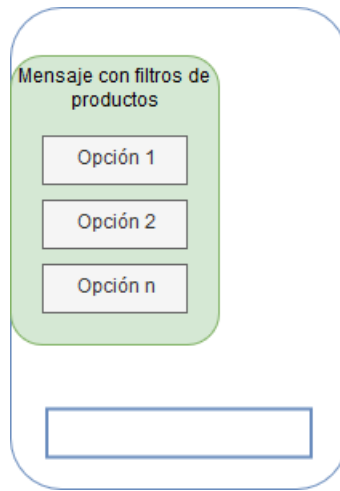 Mensaje con filtros de
productos
Opción 1
Opción 2
Opción n